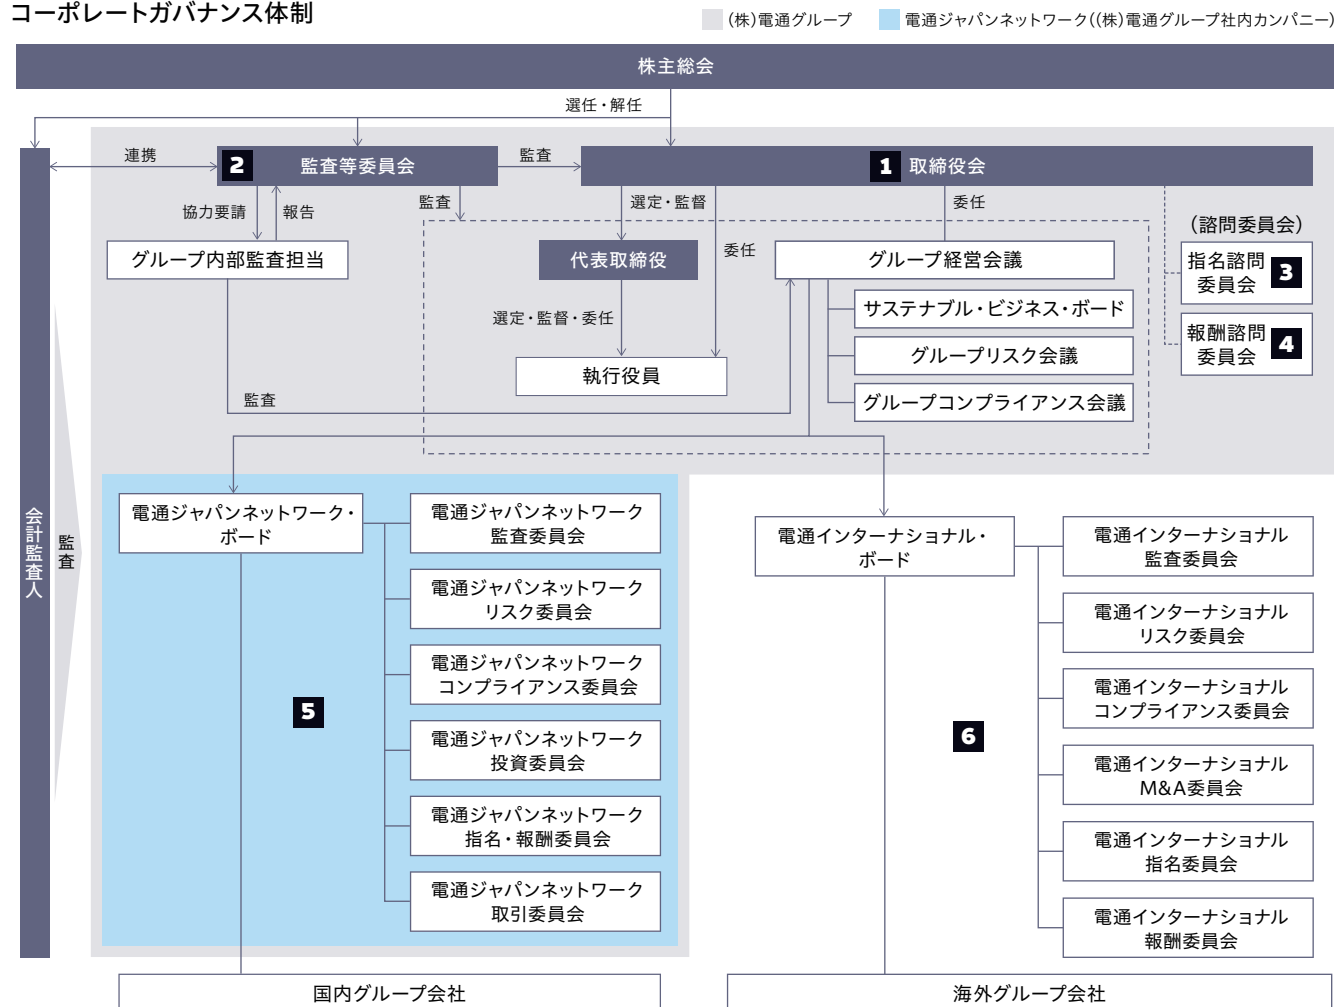 コーポレートガバナンス体制
(株)電通グループ
電通ジャパンネットワーク((株)電通グループ社内カンパニー)
株主総会
選任・解任
連携
2 監査等委員会
監査
1 取締役会
協力要請
報告
監査
選定・監督
委任
委任
(諮問委員会)
グループ内部監査担当
代表取締役
グループ経営会議
指名諮問
委員会
3
サステナブル・ビジネス・ボード
選定・監督・委任
グループリスク会議
報酬諮問
委員会
4
執行役員
監査
グループコンプライアンス会議
会計監査人
監査
電通ジャパンネットワーク・
ボード
電通ジャパンネットワーク
監査委員会
電通ジャパンネットワーク
リスク委員会
電通ジャパンネットワーク
コンプライアンス委員会
5
電通ジャパンネットワーク
投資委員会
電通ジャパンネットワーク
指名・報酬委員会
電通ジャパンネットワーク
取引委員会
電通インターナショナル・
ボード
電通インターナショナル
監査委員会
電通インターナショナル
リスク委員会
電通インターナショナル
コンプライアンス委員会
6
電通インターナショナル
M&A委員会
電通インターナショナル
指名委員会
電通インターナショナル
報酬委員会
国内グループ会社
海外グループ会社